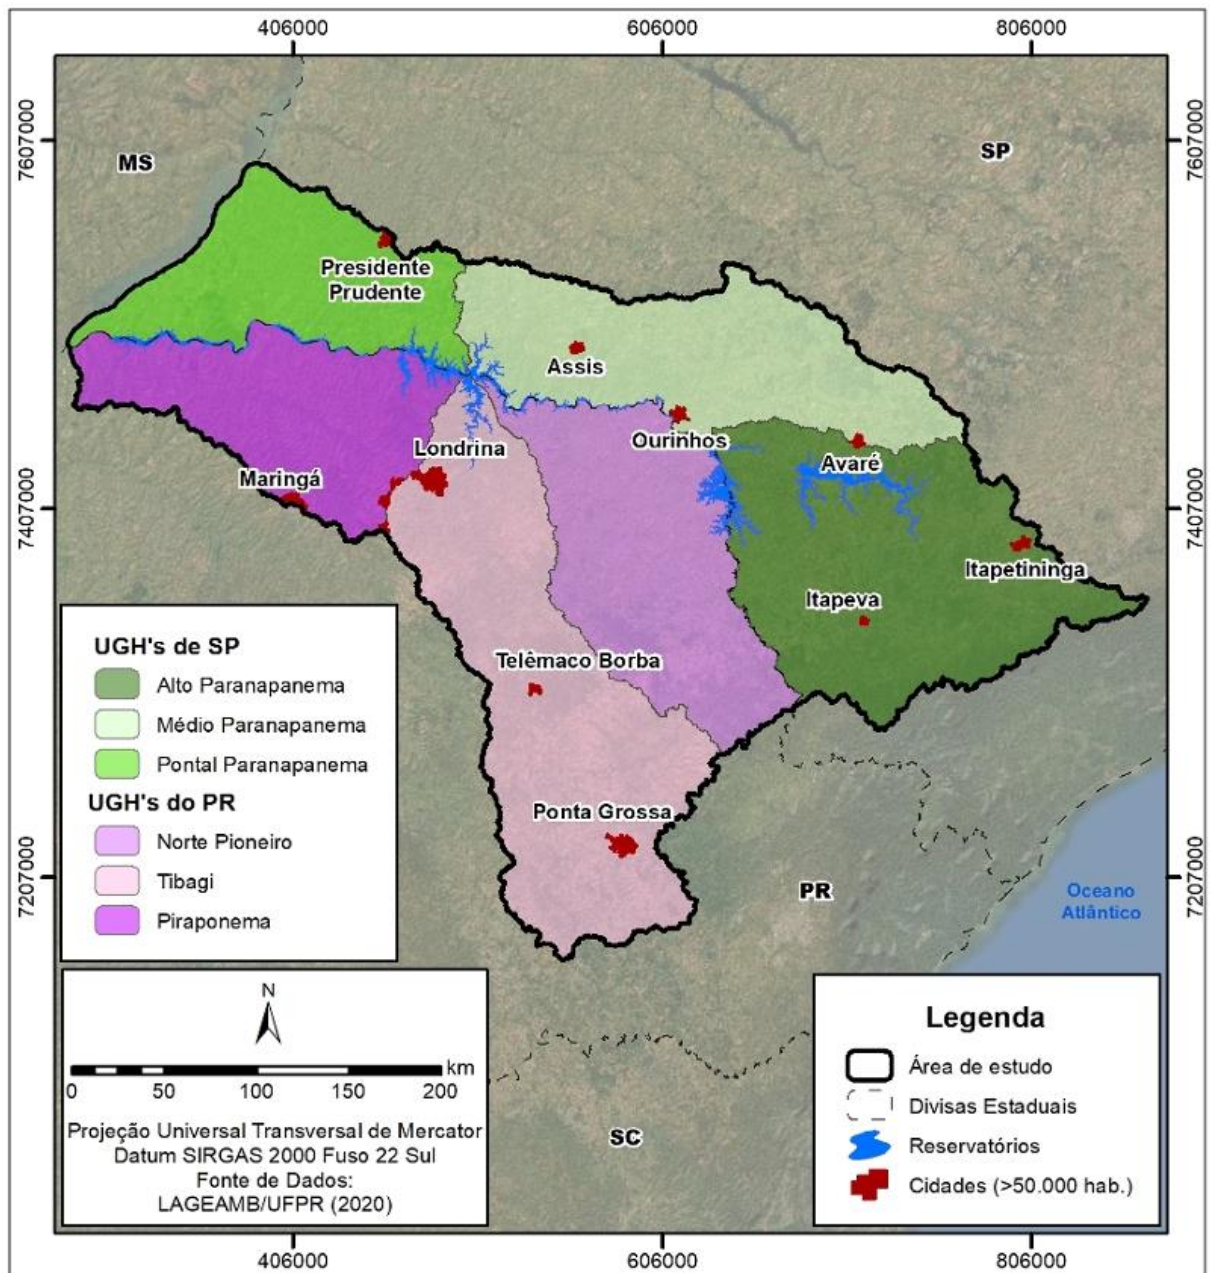 406000
606000
806000
7607000
7607000
MS
SP
Presidente
Prudente
Assis
Ourinhos
Londrina
Avaré
Maringá
7407000
7407000
Itapetininga
Itapeva
Telêmaco Borba
Ponta Grossa
7207000
7207000
PR
Oceano
Atlântico
SC
UGH's de SP
Alto Paranapanema
Médio Paranapanema
Pontal Paranapanema
UGH's do PR
Norte Pioneiro
Tibagi
Piraponema
N
km
0 50 100 150 200
Projeção Universal Transversal de Mercator
Datum SIRGAS 2000 Fuso 22 Sul
Fonte de Dados:
LAGEAMB/UFPR (2020)
Legenda
Área de estudo
Divisas Estaduais
Reservatórios
Cidades (>50.000 hab.)
406000
606000
806000